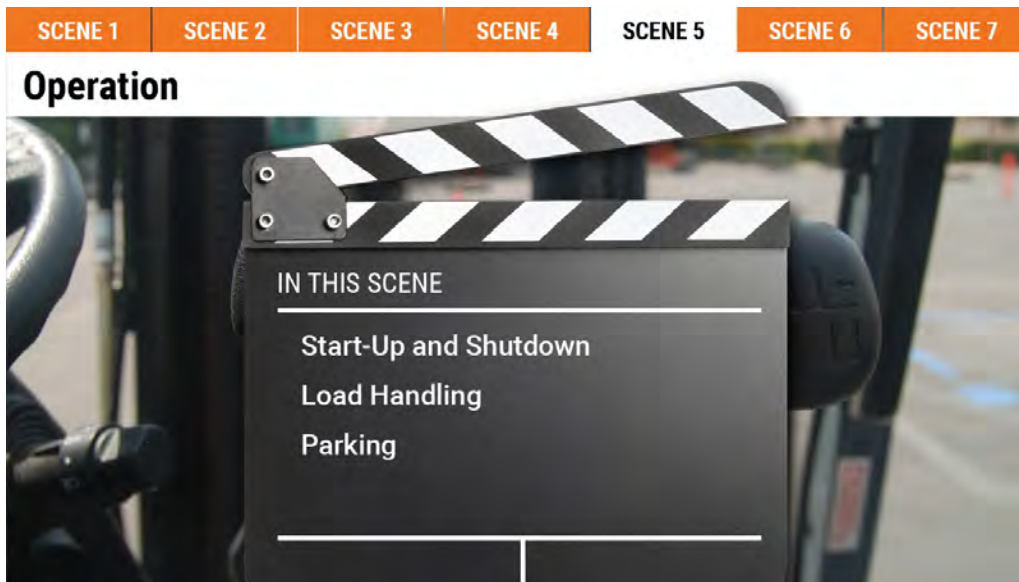 SCENE 1 SCENE 2 SCENE 3 SCENE 4 SCENE 5 SCENE 6 SCENE 7
Operation
IN THIS SCENE
Start-Up and Shutdown
Load Handling
Parking